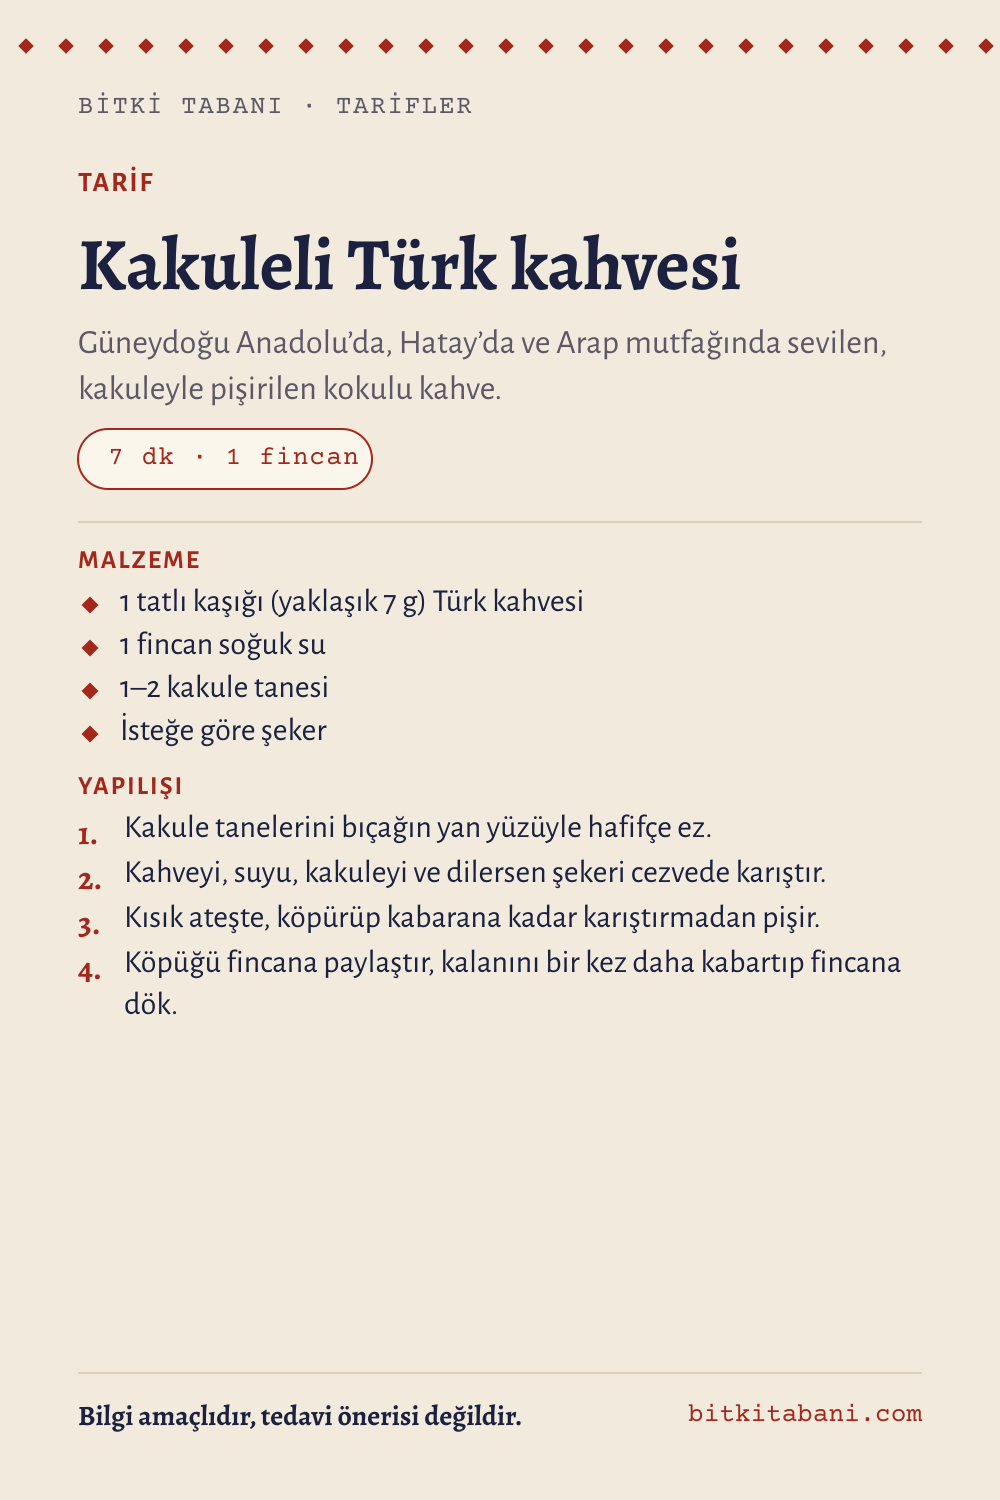 BİTKİ TABANI · TARİFLER
TARİF
Kakuleli Türk kahvesi
Güneydoğu Anadolu’da, Hatay’da ve Arap mutfağında sevilen,
kakuleyle pişirilen kokulu kahve.
7 dk · 1 fincan
MALZEME
◆ 1 tatlı kaşığı (yaklaşık 7 g) Türk kahvesi
◆ 1 fincan soğuk su
◆ 1–2 kakule tanesi
◆ İsteğe göre şeker
YAPILIŞI
1. Kakule tanelerini bıçağın yan yüzüyle hafifçe ez.
2. Kahveyi, suyu, kakuleyi ve dilersen şekeri cezvede karıştır.
3. Kısık ateşte, köpürüp kabarana kadar karıştırmadan pişir.
4. Köpüğü fincana paylaştır, kalanını bir kez daha kabartıp fincana
dök.
Bilgi amaçlıdır, tedavi önerisi değildir.
bitkitabani.com